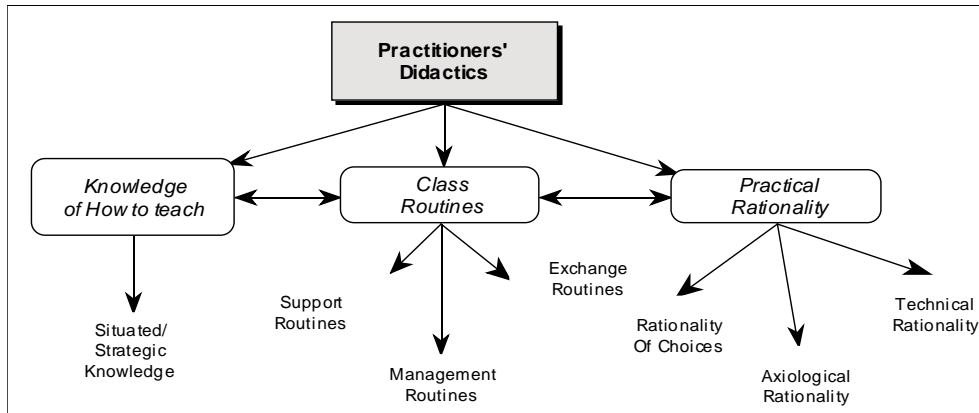 Practitioners'
Didactics
Knowledge
of How to teach
Class
Routines
Practical
Rationality
Situated/
Strategic
Knowledge
Support
Routines
Management
Routines
Exchange
Routines
Rationality
Of Choices
Axiological
Rationality
Technical
Rationality